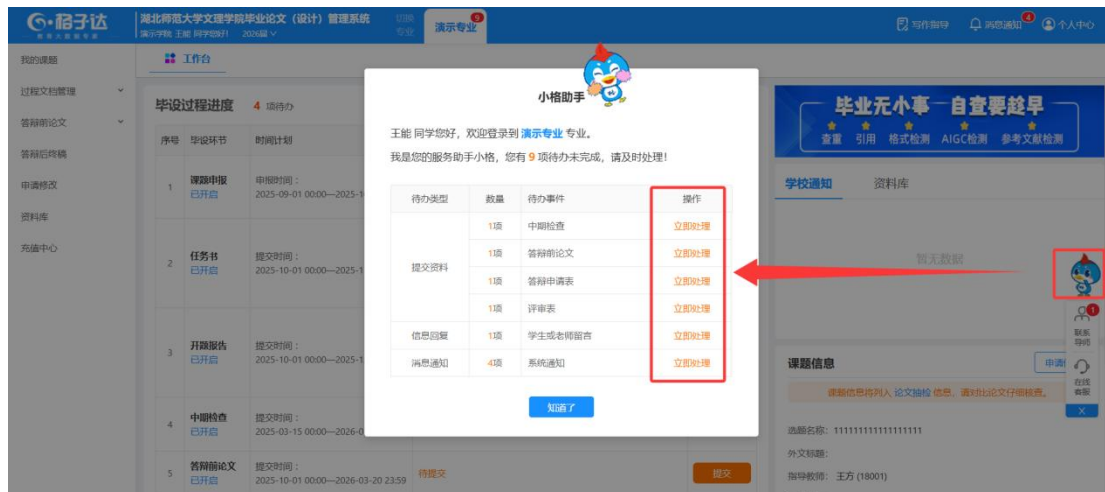 格子达
湖北师范大学文理学院毕业论文（设计）管理系统
演示学院 王能 同学您好! 2026届
切换
专业
演示专业
9
写作指导
消息通知
4
个人中心
我的课题
过程文档管理
答辩前论文
答辩后终稿
申请修改
资料库
充值中心
工作台
毕设过程进度 4 项待办
序号 毕设环节 时间计划
1 课题申报 申报时间：
已开启 2025-09-01 00:00—2025-1
2 任务书 提交时间：
已开启 2025-10-01 00:00—2025-1
3 开题报告 提交时间：
已开启 2025-10-01 00:00—2025-1
4 中期检查 提交时间：
已开启 2025-03-15 00:00—2026-0
5 答辩前论文 提交时间： 待提交 提交
已开启 2025-10-01 00:00—2026-03-20 23:59
小格助手
王能 同学您好，欢迎登录到 演示专业 专业。
我是您的服务助手小格，您有 9 项待办未完成，请及时处理！
待办类型 数量 待办事件 操作
提交资料
1项 中期检查 立即处理
1项 答辩前论文 立即处理
1项 答辩申请表 立即处理
1项 评审表 立即处理
信息回复 1项 学生或老师留言 立即处理
消息通知 4项 系统通知 立即处理
知道了
毕业无小事 自查要趁早
查重 引用 格式检测 AIGC检测 参考文献检测
学校通知 资料库
暂无数据
1
联系
导师
在线
客服
X
课题信息
申请
课题信息将列入 论文抽检 信息，请对比论文仔细核查。
选题名称：111111111111111111
外文标题：
指导教师：王方 (18001)